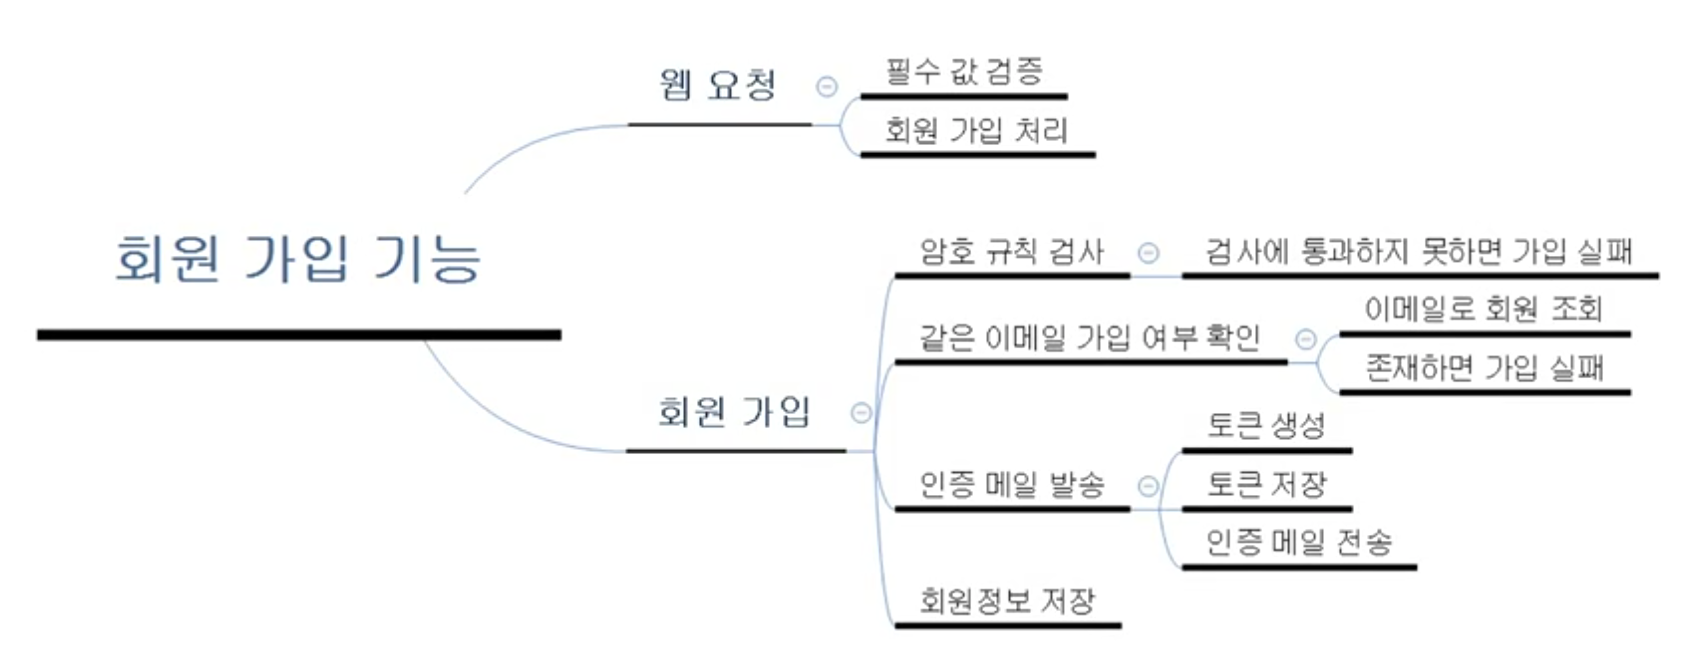 회원 가입 기능
웹 요청
필수 값 검증
회원 가입 처리
회원 가입
암호 규칙 검사
검사에 통과하지 못하면 가입 실패
같은 이메일 가입 여부 확인
이메일로 회원 조회
존재하면 가입 실패
인증 메일 발송
토큰 생성
토큰 저장
인증 메일 전송
회원정보 저장